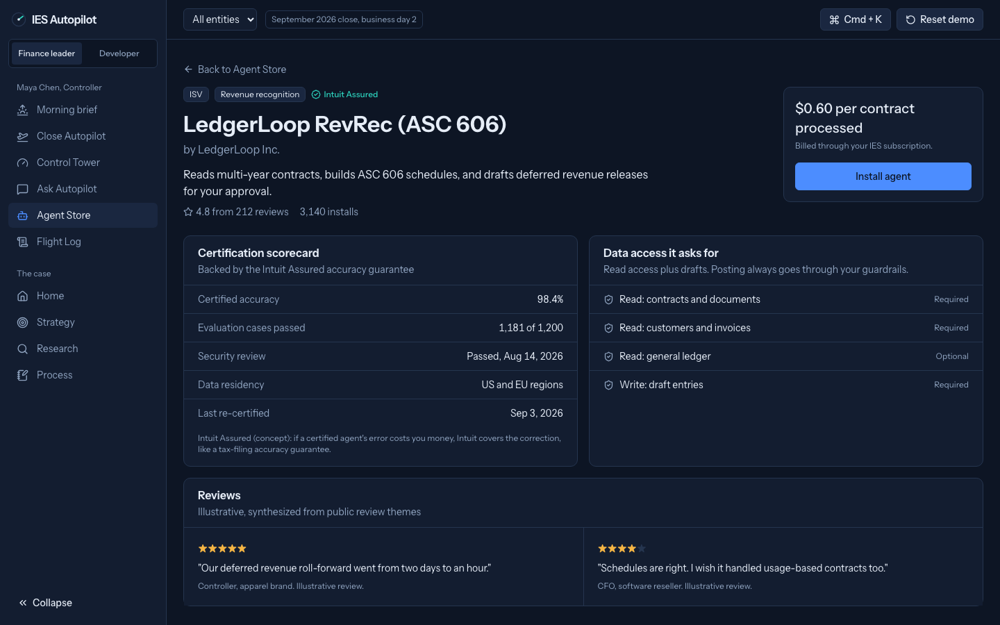 IES Autopilot
Finance leader
Developer
Maya Chen, Controller
Morning brief
Close Autopilot
Control Tower
Ask Autopilot
Agent Store
Flight Log
The case
Home
Strategy
Research
Process
Collapse
All entities
September 2026 close, business day 2
⌘ Cmd + K
Reset demo
Back to Agent Store
ISV
Revenue recognition
Intuit Assured
LedgerLoop RevRec (ASC 606)
by LedgerLoop Inc.
Reads multi-year contracts, builds ASC 606 schedules, and drafts deferred revenue releases
for your approval.
4.8 from 212 reviews
3,140 installs
$0.60 per contract
processed
Billed through your IES subscription.
Install agent
Certification scorecard
Backed by the Intuit Assured accuracy guarantee
Certified accuracy
98.4%
Evaluation cases passed
1,181 of 1,200
Security review
Passed, Aug 14, 2026
Data residency
US and EU regions
Last re-certified
Sep 3, 2026
Intuit Assured (concept): if a certified agent's error costs you money, Intuit covers the correction,
like a tax-filing accuracy guarantee.
Data access it asks for
Read access plus drafts. Posting always goes through your guardrails.
Read: contracts and documents
Required
Read: customers and invoices
Required
Read: general ledger
Optional
Write: draft entries
Required
Reviews
Illustrative, synthesized from public review themes
"Our deferred revenue roll-forward went from two days to an hour."
Controller, apparel brand. Illustrative review.
"Schedules are right. I wish it handled usage-based contracts too."
CFO, software reseller. Illustrative review.